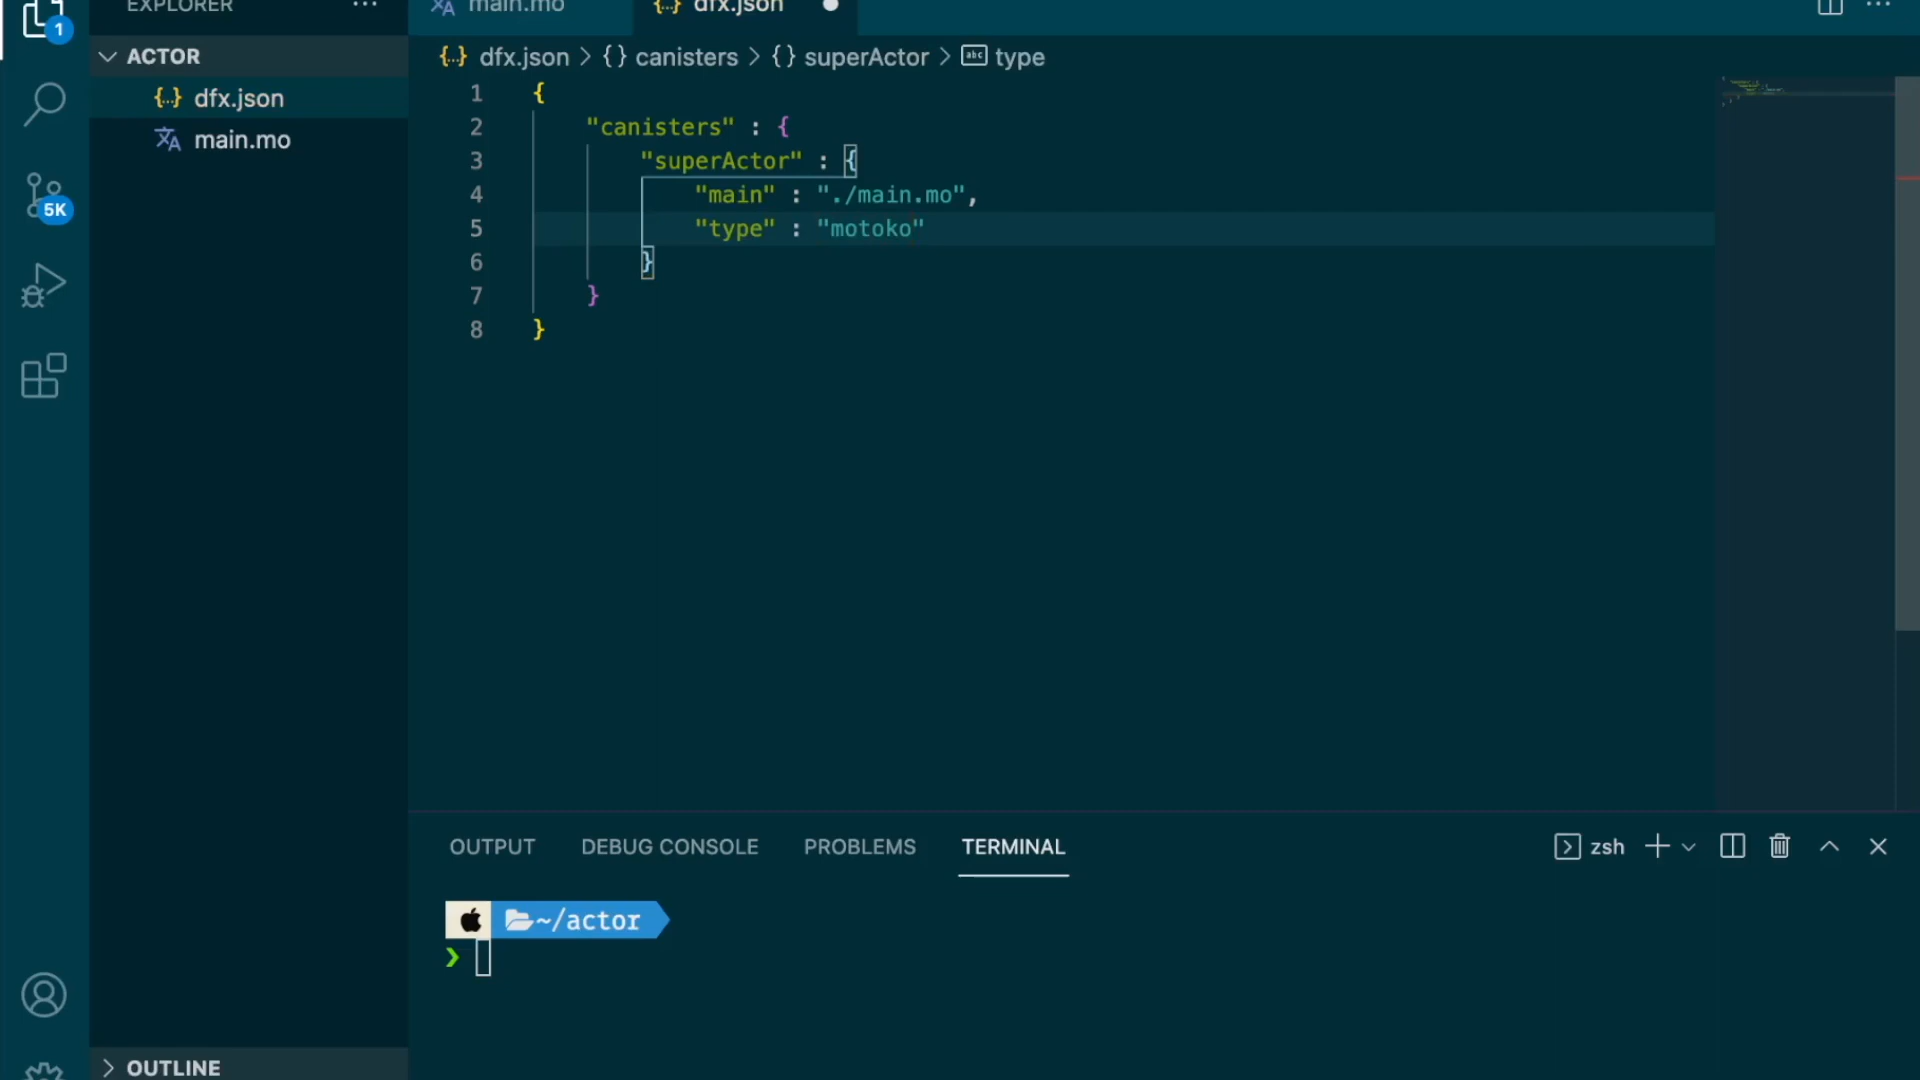 EXPLORER
1
ACTOR
dfx.json
main.mo
5K
OUTLINE
main.mo
dfx.json
dfx.json > {} canisters > {} superActor > abc type
1 {
2 "canisters" : {
3 "superActor" : {
4 "main" : "./main.mo",
5 "type" : "motoko"
6 }
7 }
8 }
OUTPUT DEBUG CONSOLE PROBLEMS TERMINAL zsh
~/actor
❯